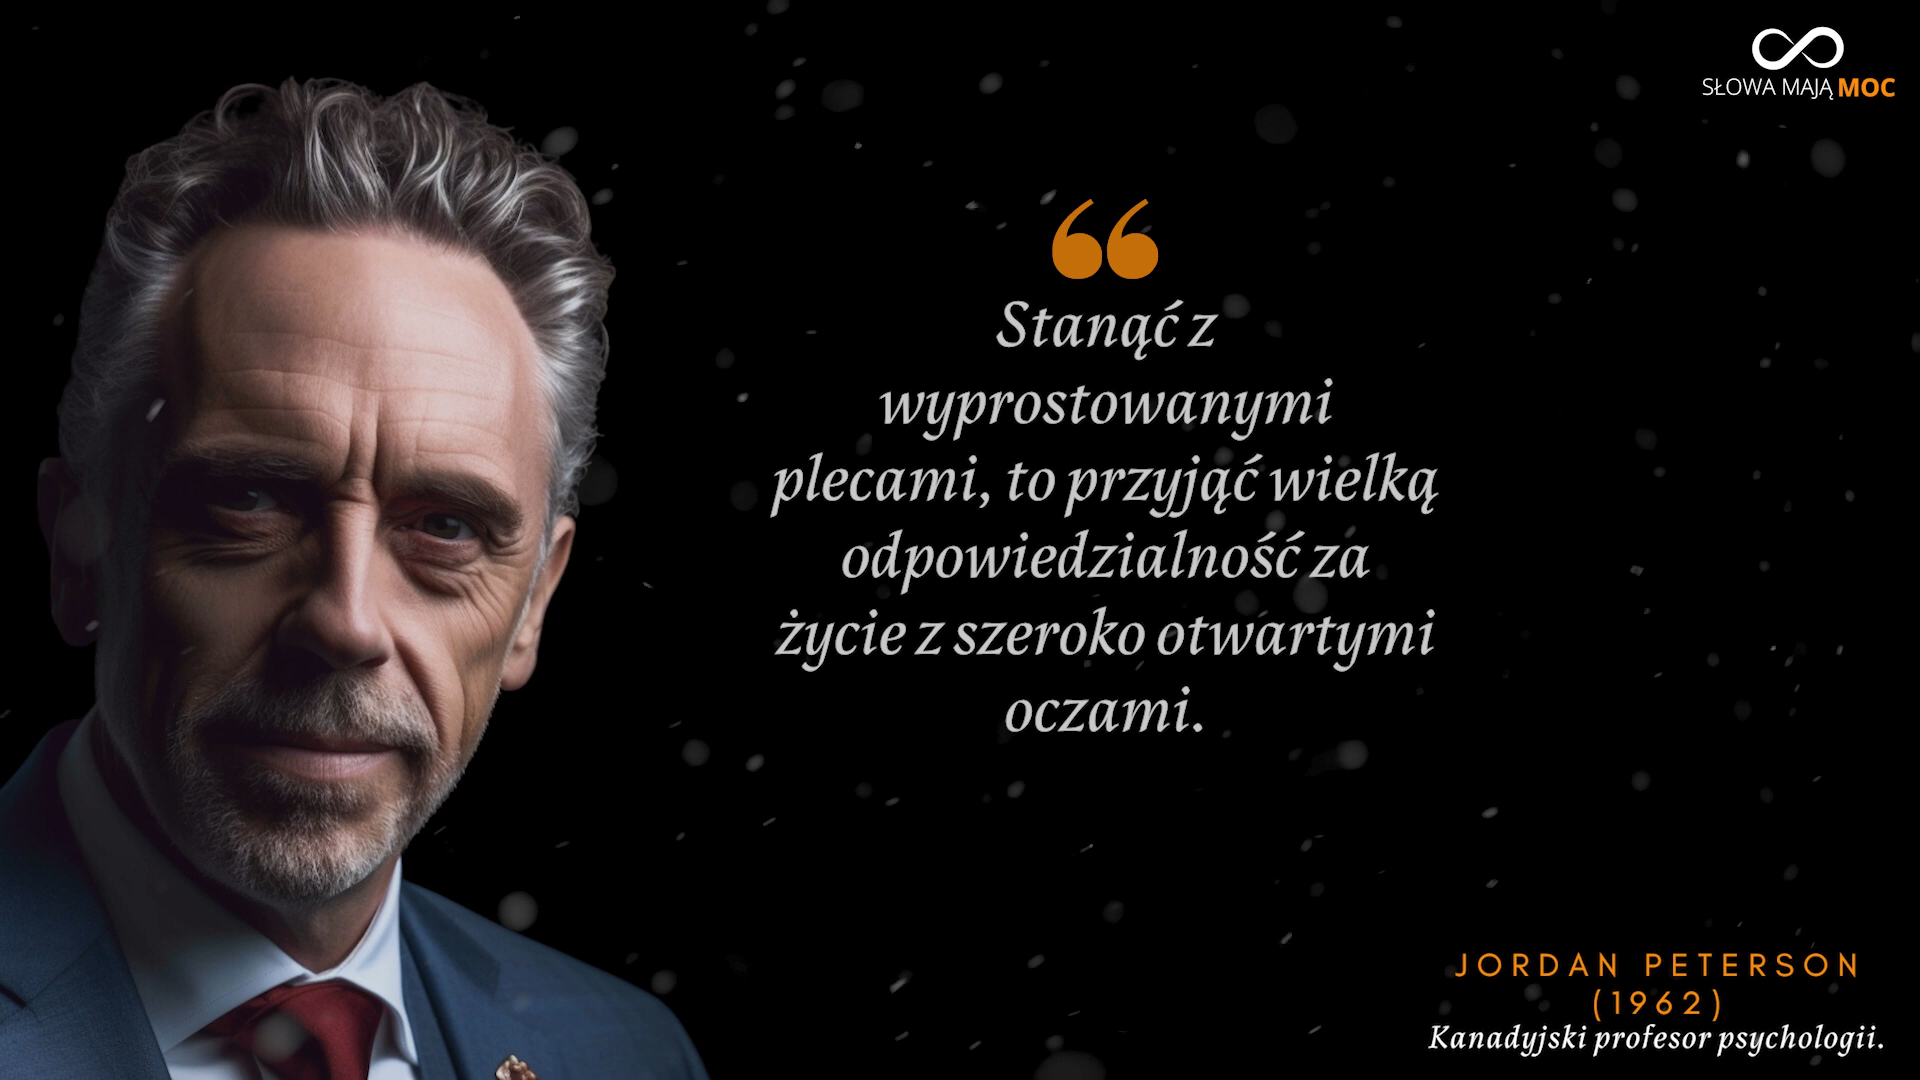 SŁOWA MAJĄ MOC
Stanąć z
wyprostowanymi
plecami, to przyjąć wielką
odpowiedzialność za
życie z szeroko otwartymi
oczami.
JORDAN PETERSON
(1962)
Kanadyjski profesor psychologii.